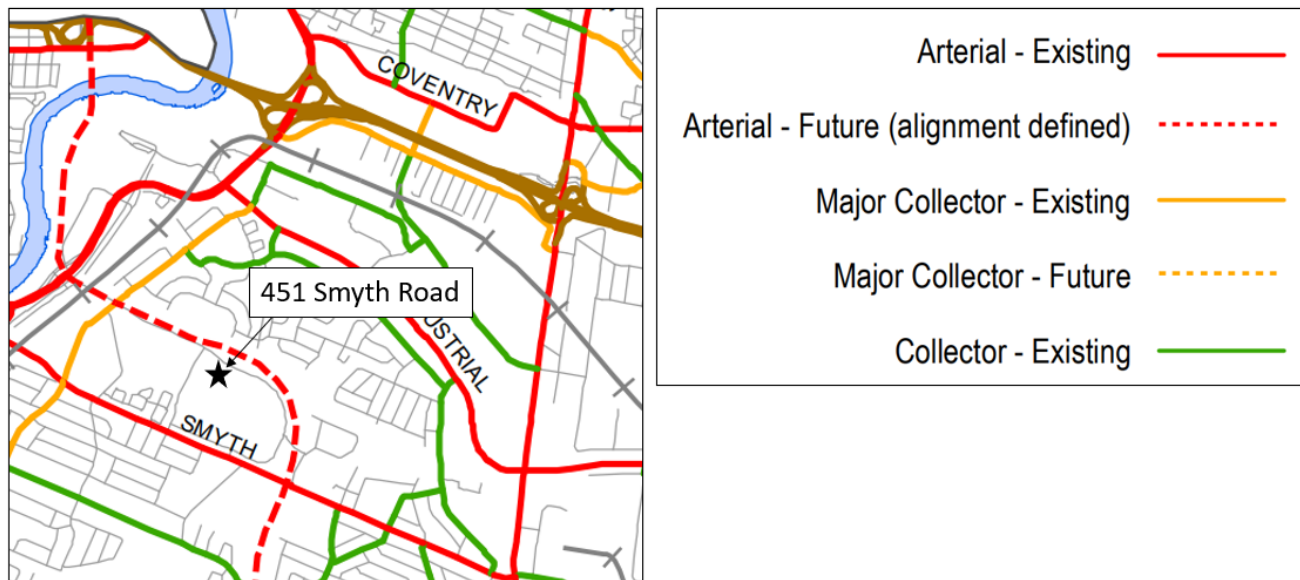 COVENTRY
451 Smyth Road
USTRIAL
SMYTH
Arterial - Existing
Arterial - Future (alignment defined)
Major Collector - Existing
Major Collector - Future
Collector - Existing